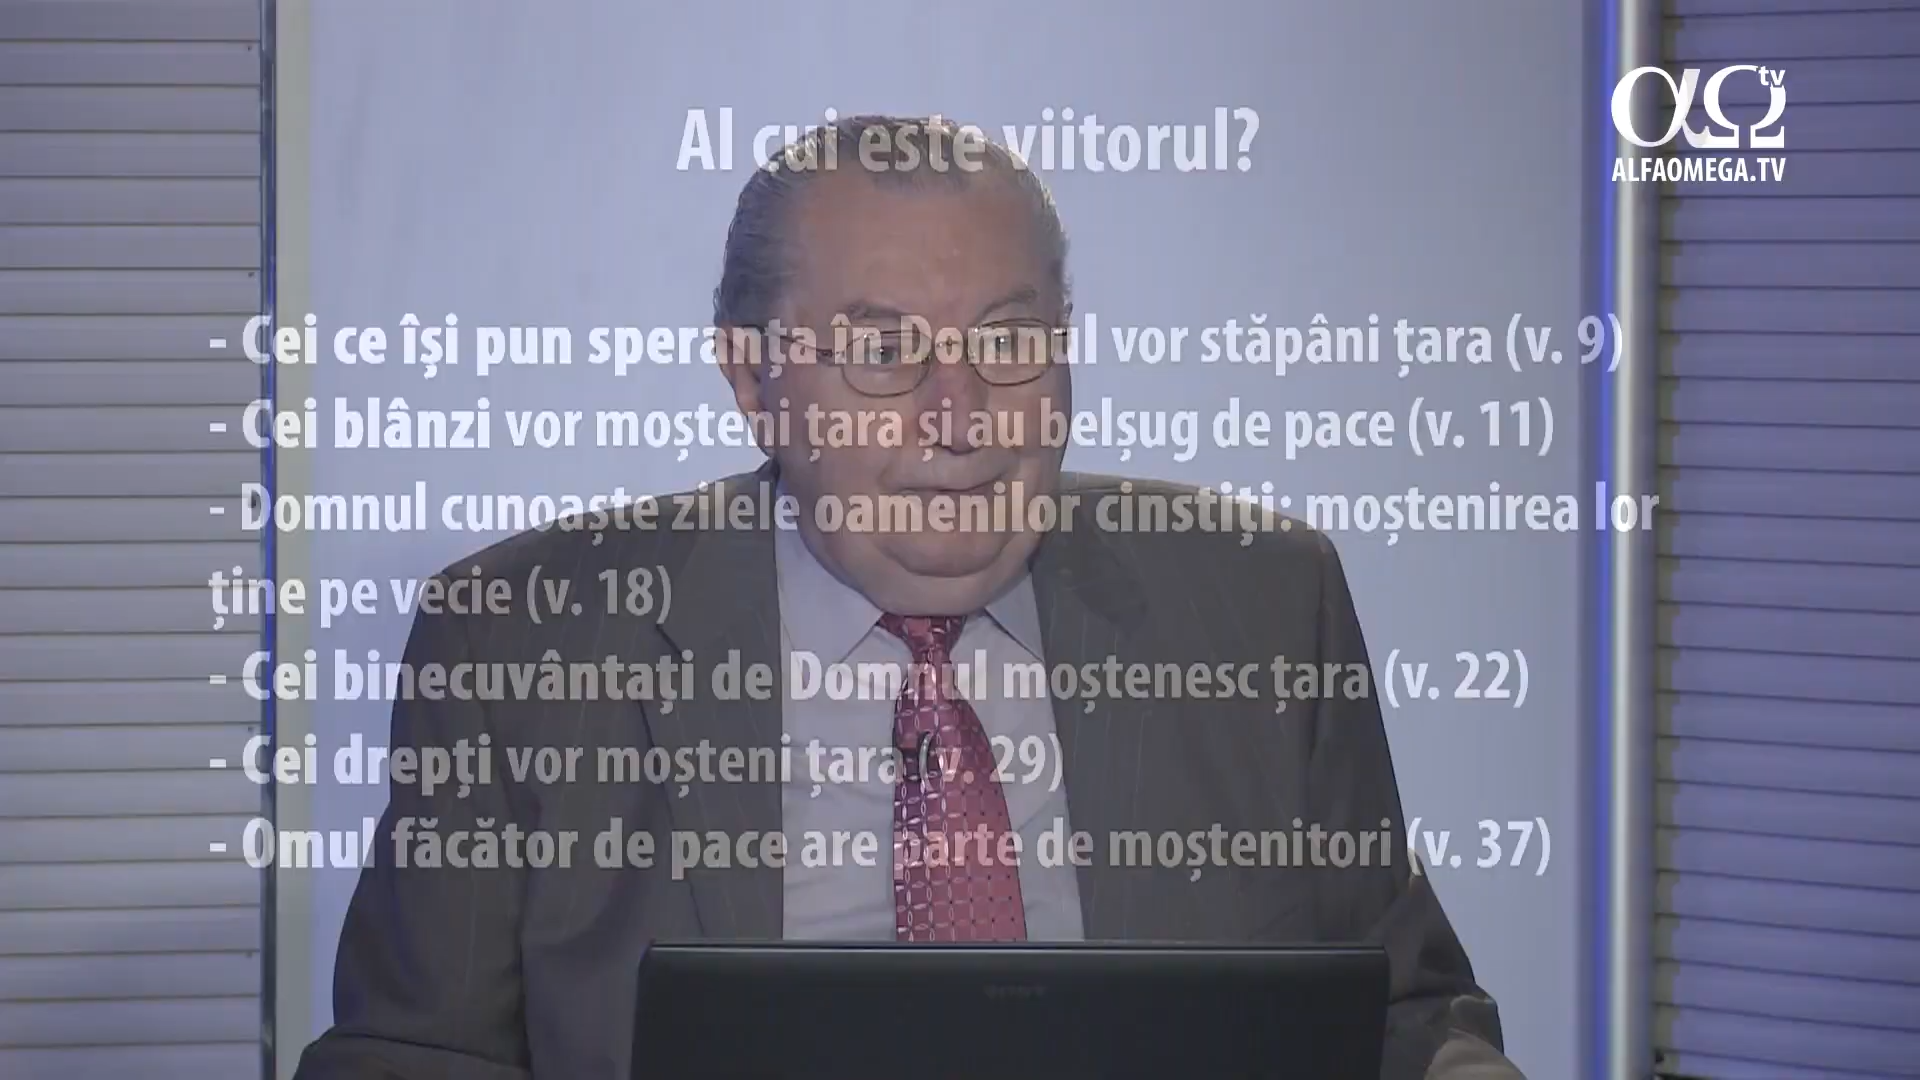 tv
αΩ
ALFAOMEGA.TV
Al cui este viitorul?
- Cei ce își pun speranța în Domnul vor stăpâni țara (v. 9)
- Cei blânzi vor moșteni țara și au belșug de pace (v. 11)
- Domnul cunoaște zilele oamenilor cinstiți: moștenirea lor
ține pe vecie (v. 18)
- Cei binecuvântați de Domnul moștenesc țara (v. 22)
- Cei drepți vor moșteni țara (v. 29)
- Omul făcător de pace are parte de moștenitori (v. 37)